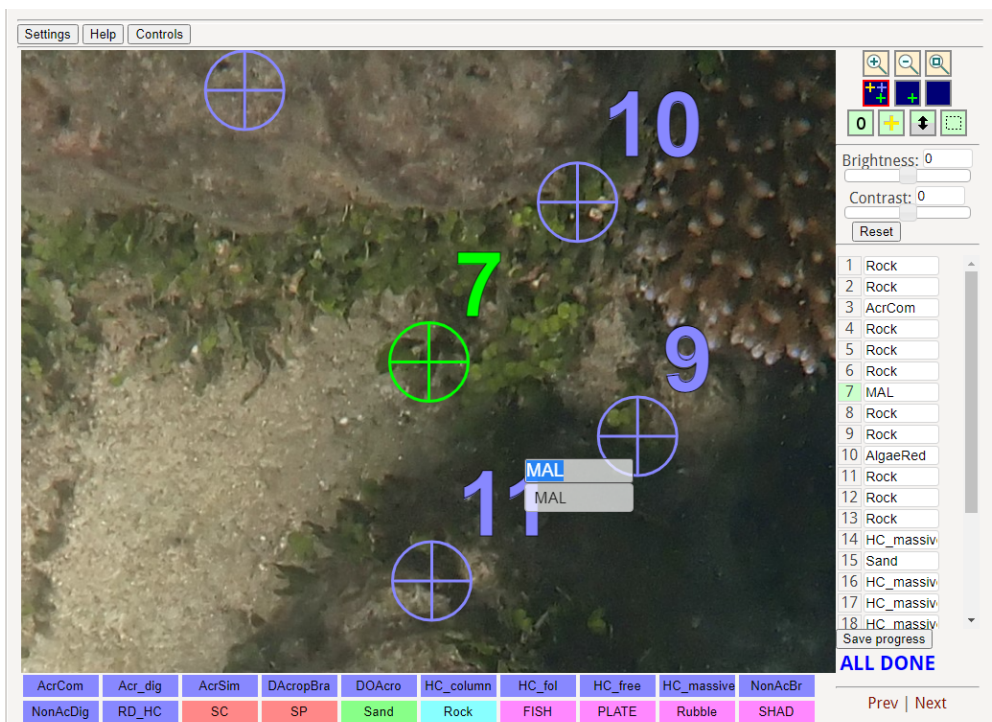 Settings Help Controls
10
7
9
11
MAL
MAL
0
Brightness: 0
Contrast: 0
Reset
1 Rock
2 Rock
3 AcrCom
4 Rock
5 Rock
6 Rock
7 MAL
8 Rock
9 Rock
10 AlgaeRed
11 Rock
12 Rock
13 Rock
14 HC_massiv
15 Sand
16 HC_massiv
17 HC_massiv
18 HC_massiv
Save progress
ALL DONE
AcrCom Acr_dig AcrSim DAcropBra DOAcro HC_column HC_fol HC_free HC_massive NonAcBr
NonAcDig RD_HC SC SP Sand Rock FISH PLATE Rubble SHAD
Prev | Next